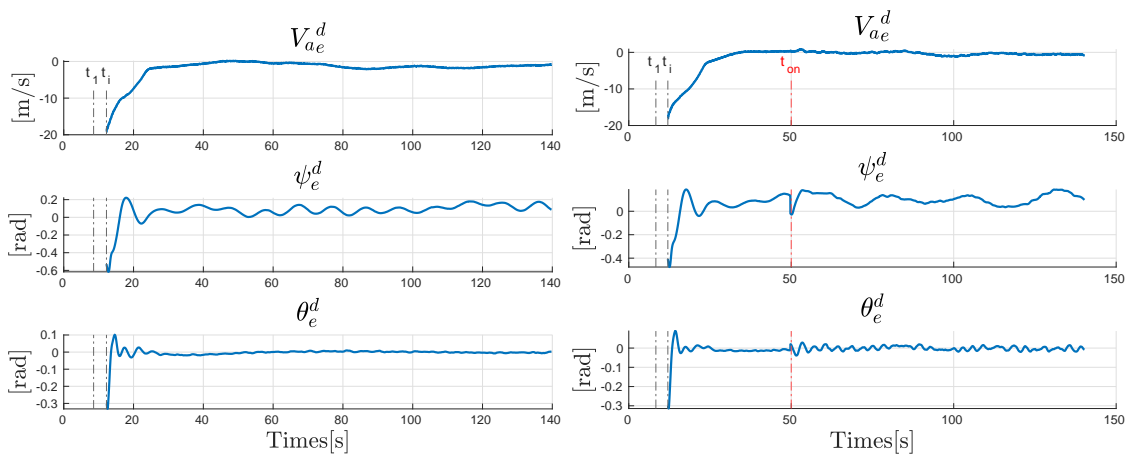 V_{a_e}^d
[m/s]
0
-10
-20
t_1 t_i
0 20 40 60 80 100 120 140
ψ_e^d
[rad]
0.2
0
-0.2
-0.4
-0.6
0 20 40 60 80 100 120 140
θ_e^d
[rad]
0.1
0
-0.1
-0.2
-0.3
0 20 40 60 80 100 120 140
Times[s]
V_{a_e}^d
[m/s]
0
-10
-20
t_1 t_i
t_{on}
0 50 100 150
ψ_e^d
[rad]
0
-0.2
-0.4
0 50 100 150
θ_e^d
[rad]
0
-0.1
-0.2
-0.3
0 50 100 150
Times[s]